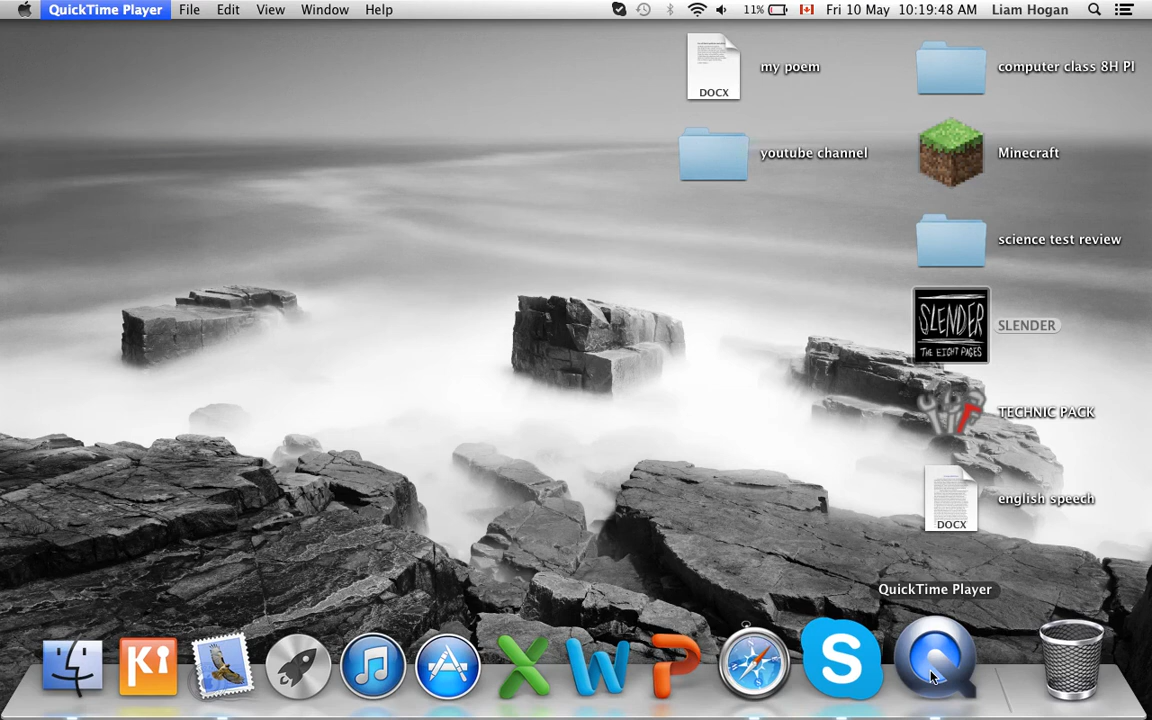 QuickTime Player File Edit View Window Help 11% Fri 10 May 10:19:48 AM Liam Hogan
my poem
DOCX
computer class 8H PI
youtube channel
Minecraft
science test review
SLENDER
THE EIGHT PAGES
SLENDER
TECHNIC PACK
english speech
DOCX
QuickTime Player
K!
X
W
P
S